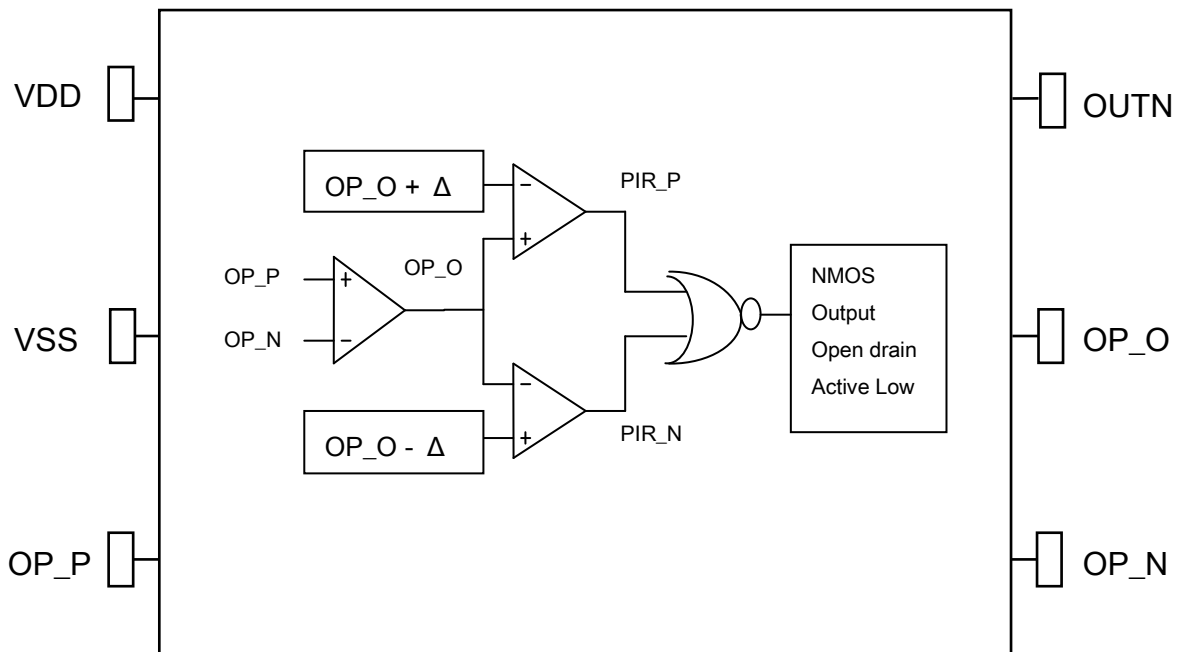 VDD
OUTN
OP_O + Δ
−
+
PIR_P
OP_P
+
OP_O
OP_N
−
NMOS
Output
Open drain
Active Low
VSS
OP_O
−
+
OP_O - Δ
PIR_N
OP_P
OP_N